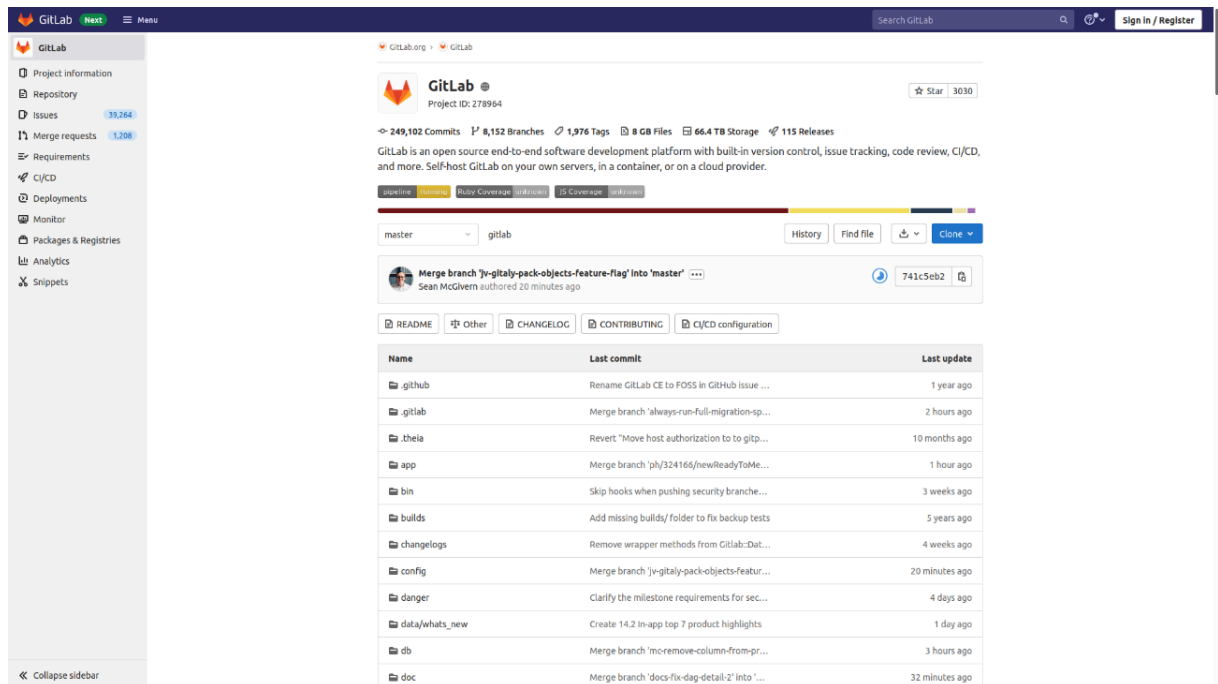 GitLab Next Menu Search GitLab Sign in / Register
GitLab
Project information
Repository
Issues 39,264
Merge requests 1,208
Requirements
CI/CD
Deployments
Monitor
Packages & Registries
Analytics
Snippets
Collapse sidebar
GitLab.org › GitLab
GitLab
Project ID: 278964
Star 3030
249,102 Commits 8,152 Branches 1,976 Tags 8 GB Files 66.4 TB Storage 115 Releases
GitLab is an open source end-to-end software development platform with built-in version control, issue tracking, code review, CI/CD,
and more. Self-host GitLab on your own servers, in a container, or on a cloud provider.
pipeline running Ruby Coverage unknown JS Coverage unknown
master gitlab History Find file Clone
Merge branch 'jv-gitaly-pack-objects-feature-flag' into 'master' ...
Sean McGivern authored 20 minutes ago
741c5eb2
README Other CHANGELOG CONTRIBUTING CI/CD configuration
Name Last commit Last update
.github Rename GitLab CE to FOSS in GitHub issue ... 1 year ago
.gitlab Merge branch 'always-run-full-migration-sp... 2 hours ago
.theia Revert "Move host authorization to to gitp... 10 months ago
app Merge branch 'ph/324166/newReadyToMe... 1 hour ago
bin Skip hooks when pushing security branche... 3 weeks ago
builds Add missing builds/ folder to fix backup tests 5 years ago
changelogs Remove wrapper methods from Gitlab::Dat... 4 weeks ago
config Merge branch 'jv-gitaly-pack-objects-featur... 20 minutes ago
danger Clarify the milestone requirements for sec... 4 days ago
data/whats_new Create 14.2 In-app top 7 product highlights 1 day ago
db Merge branch 'mc-remove-column-from-pr... 3 hours ago
doc Merge branch 'docs-fix-dag-detail-2' into '... 32 minutes ago